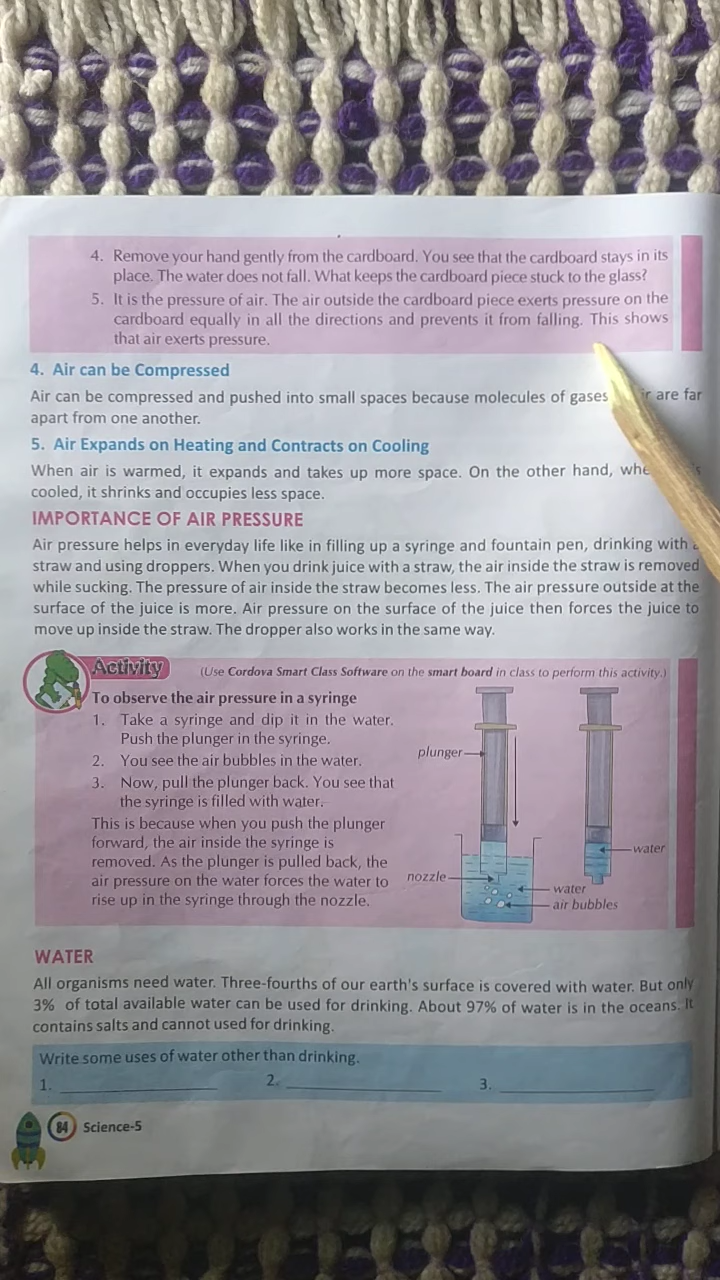 4. Remove your hand gently from the cardboard. You see that the cardboard stays in its
place. The water does not fall. What keeps the cardboard piece stuck to the glass?
5. It is the pressure of air. The air outside the cardboard piece exerts pressure on the
cardboard equally in all the directions and prevents it from falling. This shows
that air exerts pressure.
4. Air can be Compressed
Air can be compressed and pushed into small spaces because molecules of gases are far
apart from one another.
5. Air Expands on Heating and Contracts on Cooling
When air is warmed, it expands and takes up more space. On the other hand,
cooled, it shrinks and occupies less space.
IMPORTANCE OF AIR PRESSURE
Air pressure helps in everyday life like in filling up a syringe and fountain pen, drinking with
straw and using droppers. When you drink juice with a straw, the air inside the straw is removed
while sucking. The pressure of air inside the straw becomes less. The air pressure outside at the
surface of the juice is more. Air pressure on the surface of the juice then forces the juice to
move up inside the straw. The dropper also works in the same way.
Activity (Use Cordova Smart Class Software on the smart board in class to perform this activity.)
To observe the air pressure in a syringe
1. Take a syringe and dip it in the water.
Push the plunger in the syringe.
2. You see the air bubbles in the water.
3. Now, pull the plunger back. You see that
the syringe is filled with water.
This is because when you push the plunger
forward, the air inside the syringe is
removed. As the plunger is pulled back, the
air pressure on the water forces the water to
rise up in the syringe through the nozzle.
plunger
water
nozzle
water
air bubbles
WATER
All organisms need water. Three-fourths of our earth's surface is covered with water. But only
3% of total available water can be used for drinking. About 97% of water is in the oceans. It
contains salts and cannot used for drinking.
Write some uses of water other than drinking.
1. 2. 3.
84 Science-5